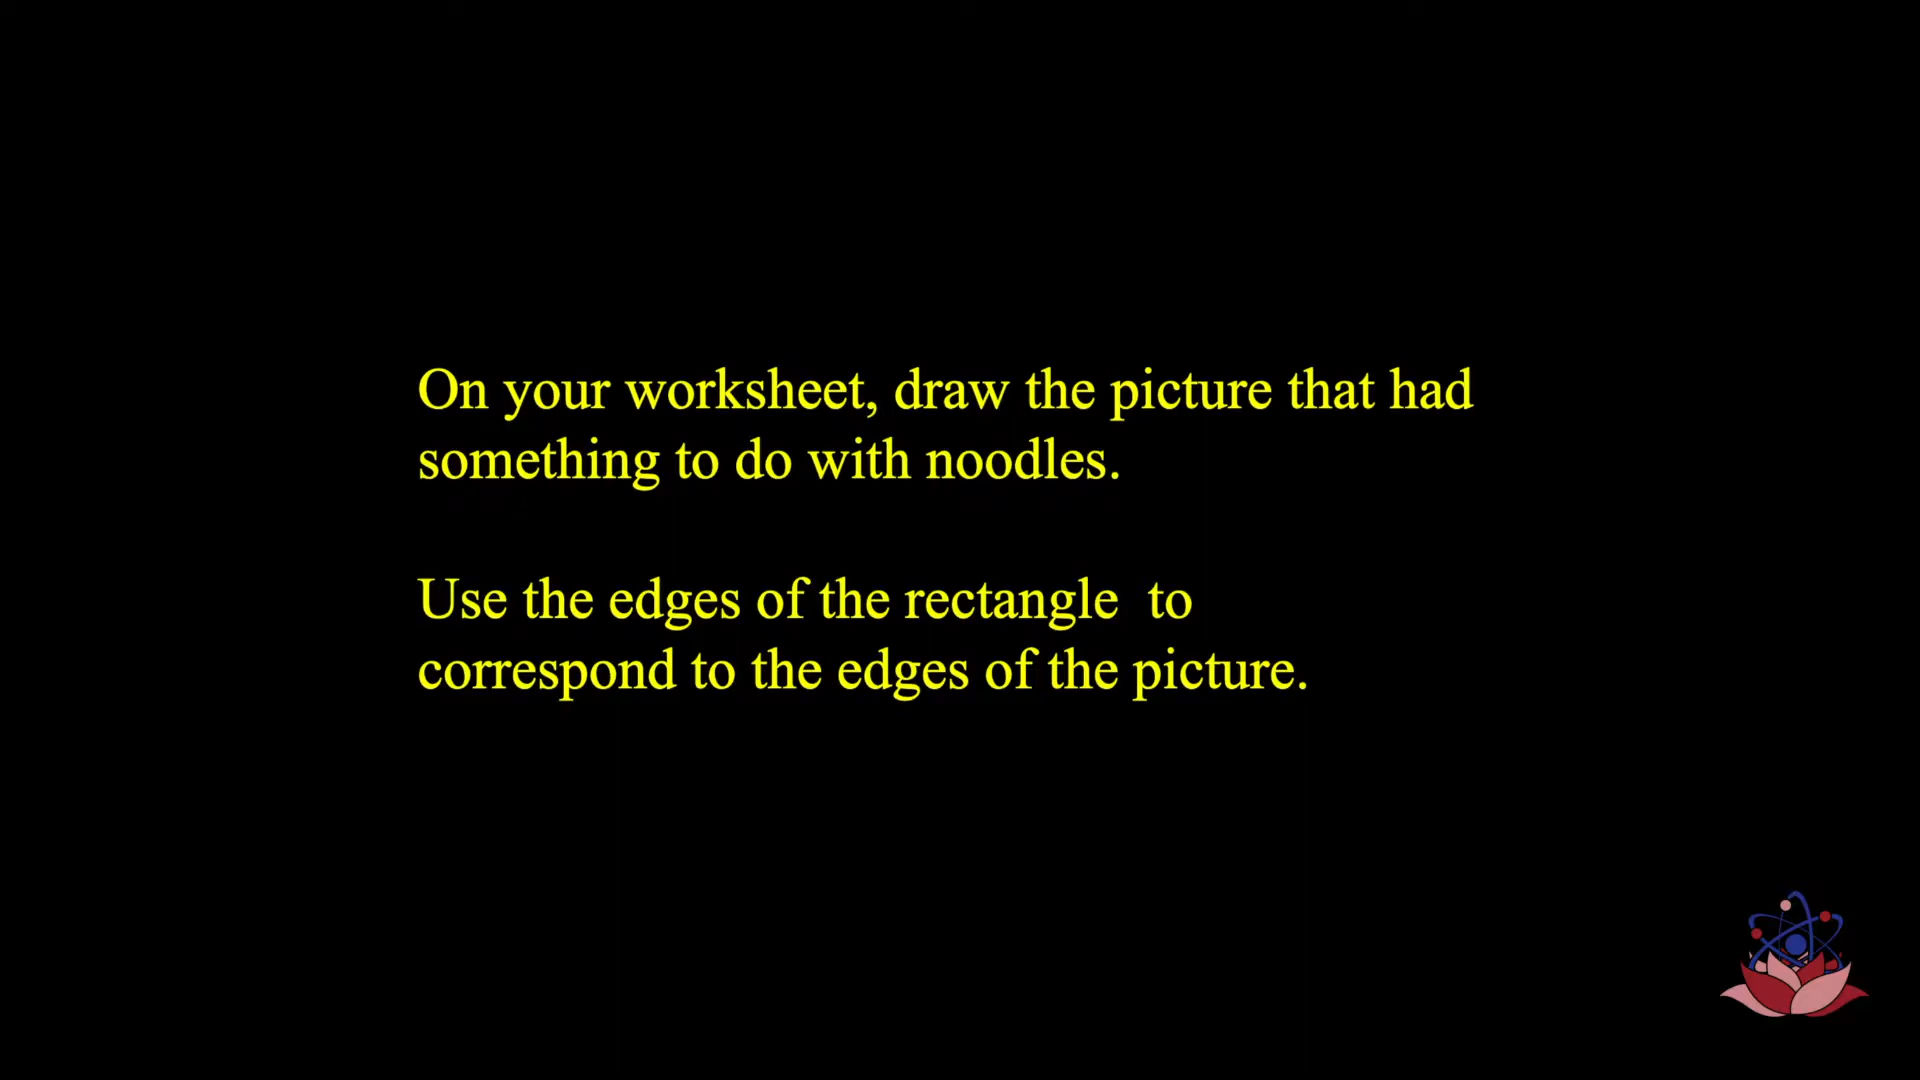 On your worksheet, draw the picture that had
something to do with noodles.
Use the edges of the rectangle  to
correspond to the edges of the picture.